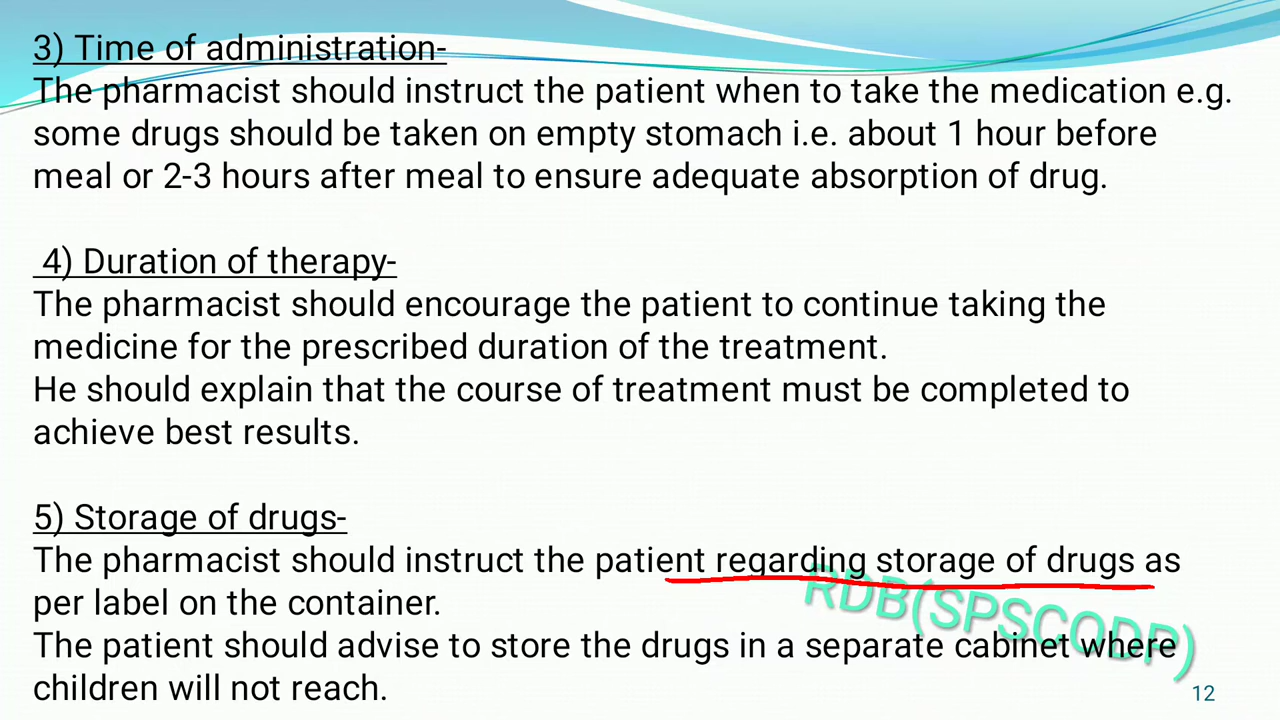 3) Time of administration-
The pharmacist should instruct the patient when to take the medication e.g.
some drugs should be taken on empty stomach i.e. about 1 hour before
meal or 2-3 hours after meal to ensure adequate absorption of drug.
4) Duration of therapy-
The pharmacist should encourage the patient to continue taking the
medicine for the prescribed duration of the treatment.
He should explain that the course of treatment must be completed to
achieve best results.
5) Storage of drugs-
The pharmacist should instruct the patient regarding storage of drugs as
per label on the container.
RDB(SPSCODP)
The patient should advise to store the drugs in a separate cabinet where
children will not reach.
12